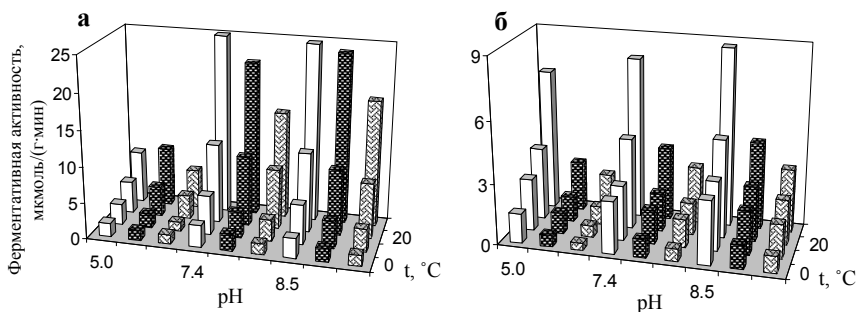 а
Ферментативная активность,
мкмоль/(г·мин)
25
20
15
10
5
0
5.0
7.4
8.5
pH
20
0
t, ˚C
б
9
6
3
0
5.0
7.4
8.5
pH
20
0
t, ˚C